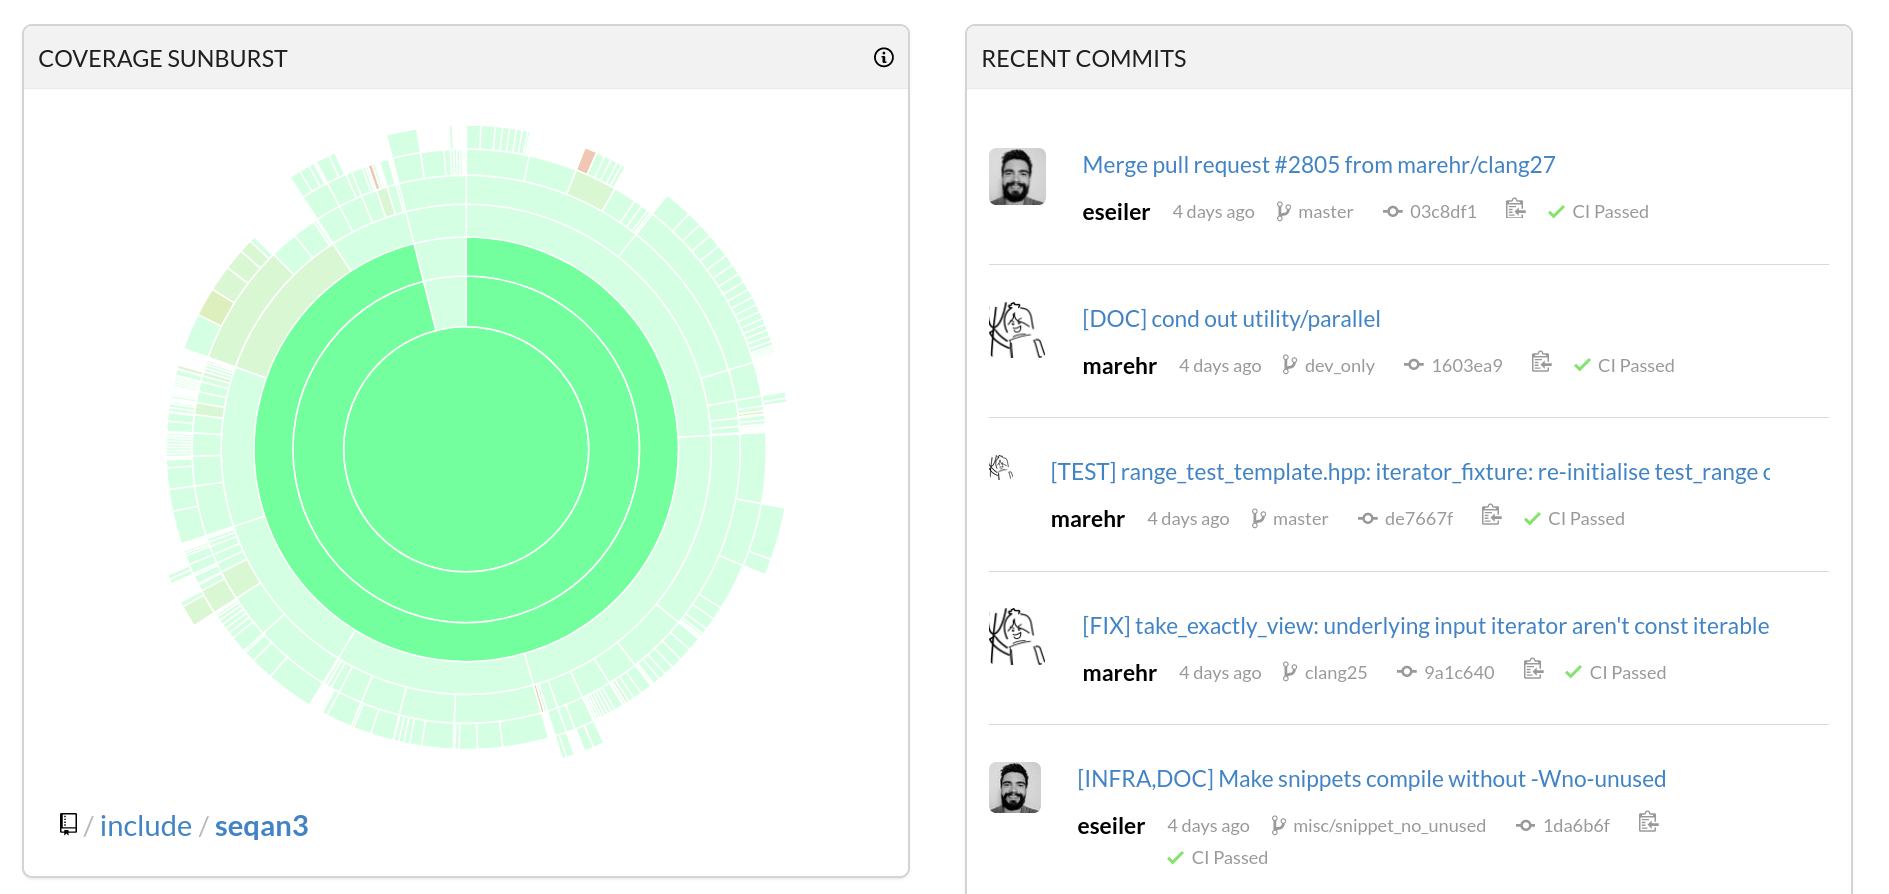 COVERAGE SUNBURST
/ include / seqan3
RECENT COMMITS
Merge pull request #2805 from marehr/clang27
eseiler 4 days ago master 03c8df1 CI Passed
[DOC] cond out utility/parallel
marehr 4 days ago dev_only 1603ea9 CI Passed
[TEST] range_test_template.hpp: iterator_fixture: re-initialise test_range c
marehr 4 days ago master de7667f CI Passed
[FIX] take_exactly_view: underlying input iterator aren't const iterable
marehr 4 days ago clang25 9a1c640 CI Passed
[INFRA,DOC] Make snippets compile without -Wno-unused
eseiler 4 days ago misc/snippet_no_unused 1da6b6f
CI Passed